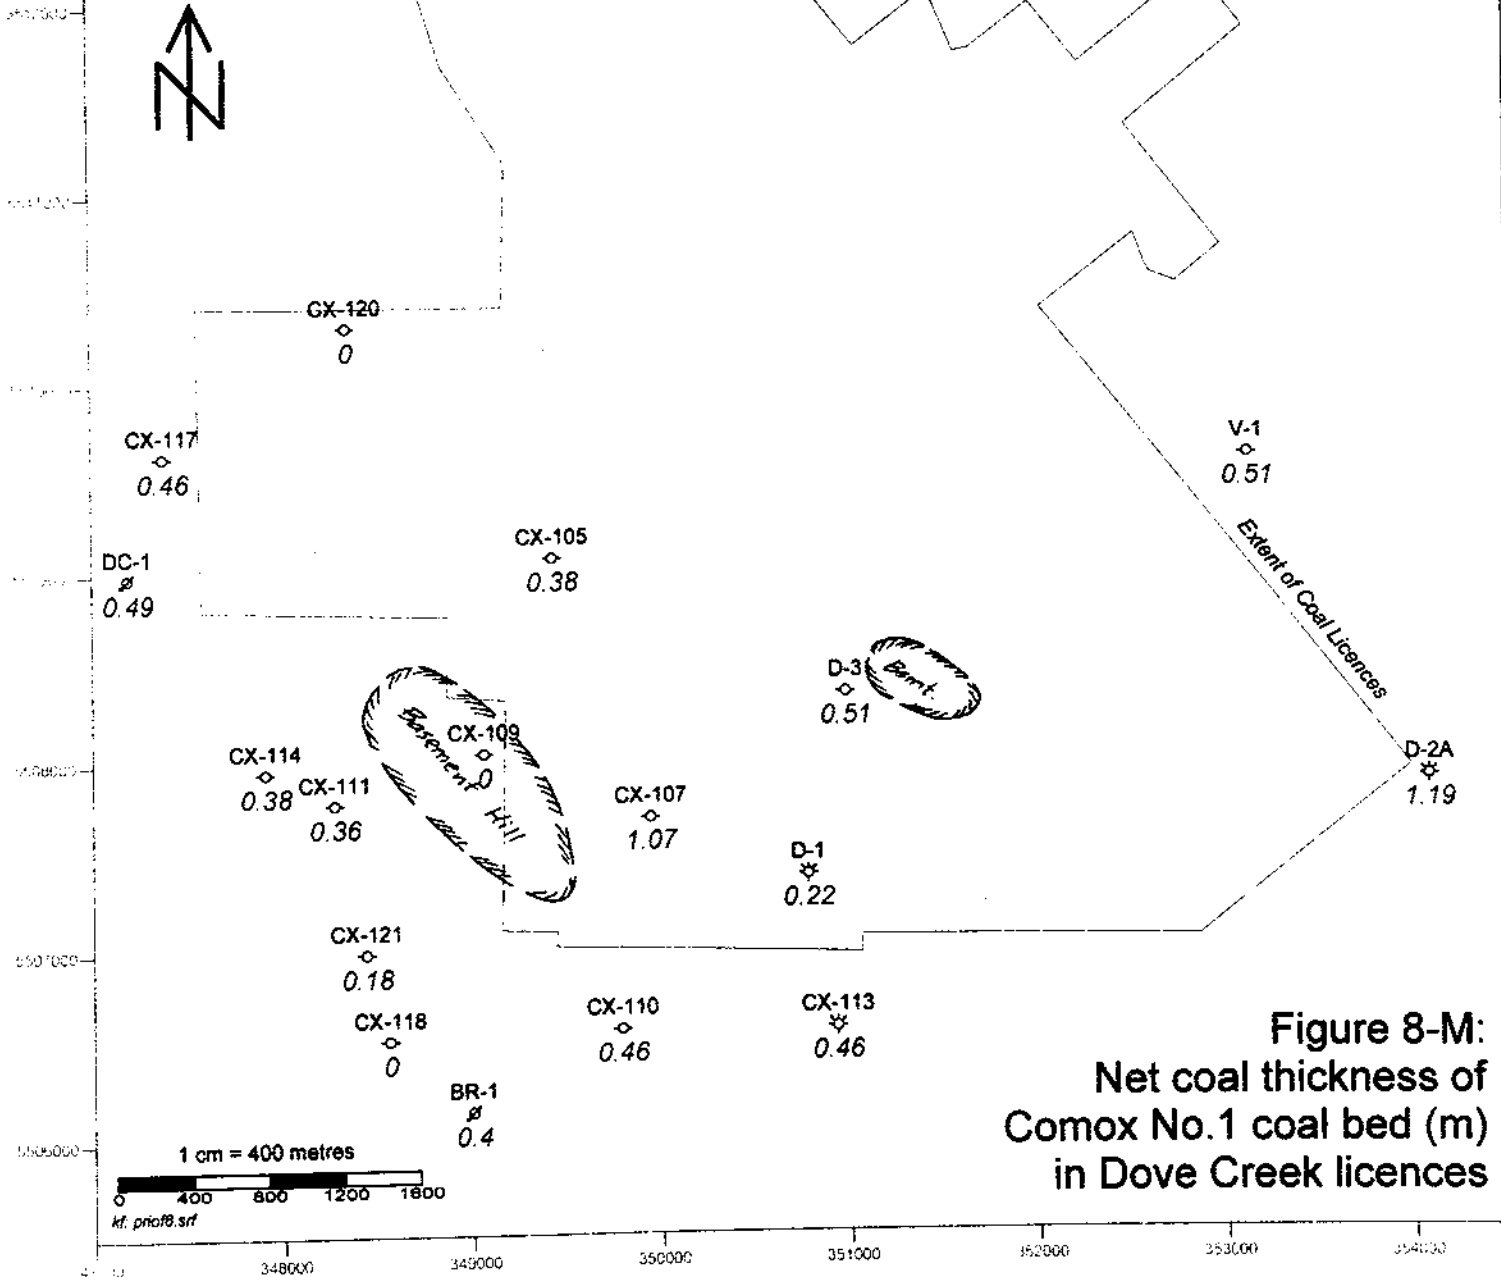 N
CX-120
0
CX-117
0.46
V-1
0.51
CX-105
0.38
DC-1
0.49
Extent of Coal Licences
D-3
0.51
Bsmt.
Basement Hill
CX-109
0
CX-114
0.38
CX-111
0.36
CX-107
1.07
D-2A
1.19
D-1
0.22
CX-121
0.18
CX-110
0.46
CX-113
0.46
CX-118
0
BR-1
0.4
Figure 8-M:
Net coal thickness of
Comox No.1 coal bed (m)
in Dove Creek licences
1 cm = 400 metres
0 400 800 1200 1600
kf: priof8.srf
348000 349000 350000 351000 352000 353000 354000